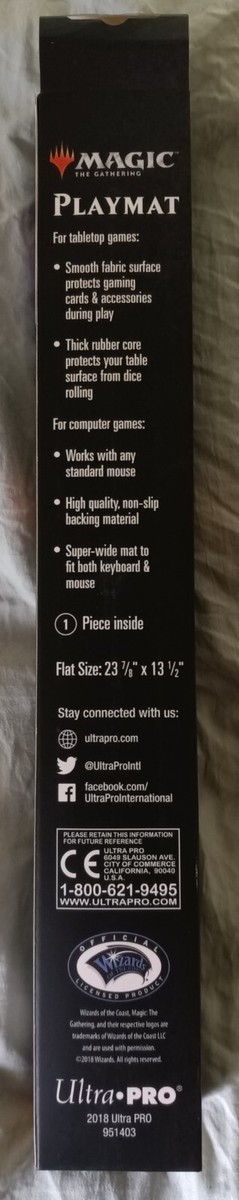 MAGIC™
THE GATHERING
PLAYMAT
For tabletop games:
• Smooth fabric surface
protects gaming
cards & accessories
during play
• Thick rubber core
protects your table
surface from dice
rolling
For computer games:
• Works with any
standard mouse
• High quality, non-slip
backing material
• Super-wide mat to
fit both keyboard &
mouse
1 Piece inside
Flat Size: 23 7/8" x 13 1/2"
Stay connected with us:
ultrapro.com
@UltraProIntl
facebook.com/
UltraProInternational
PLEASE RETAIN THIS INFORMATION
FOR FUTURE REFERENCE
CE
ULTRA PRO
6049 SLAUSON AVE.
CITY OF COMMERCE
CALIFORNIA, 90040
U.S.A.
1-800-621-9495
WWW.ULTRAPRO.COM
OFFICIAL
Wizards
LICENSED PRODUCT
Wizards of the Coast, Magic: The
Gathering, and their respective logos are
trademarks of Wizards of the Coast LLC
and are used with permission.
©2018 Wizards. All rights reserved.
Ultra•PRO®
2018 Ultra PRO
951403